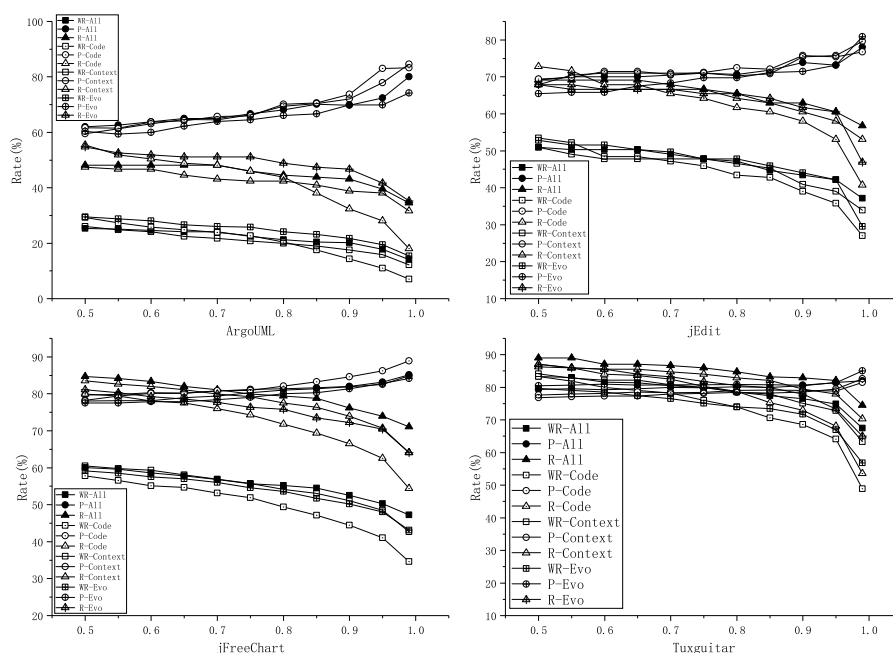 100
80
60
40
20
0
Rate(%)
0.5 0.6 0.7 0.8 0.9 1.0
ArgoUML
WR-All
P-All
R-All
WR-Code
P-Code
R-Code
WR-Context
P-Context
R-Context
WR-Evo
P-Evo
R-Evo
80
70
60
50
40
30
20
10
Rate(%)
0.5 0.6 0.7 0.8 0.9 1.0
jEdit
WR-All
P-All
R-All
WR-Code
P-Code
R-Code
WR-Context
P-Context
R-Context
WR-Evo
P-Evo
R-Evo
90
80
70
60
50
40
30
20
Rate(%)
0.5 0.6 0.7 0.8 0.9 1.0
jFreeChart
WR-All
P-All
R-All
WR-Code
P-Code
R-Code
WR-Context
P-Context
R-Context
WR-Evo
P-Evo
R-Evo
90
80
70
60
50
40
30
20
10
Rate(%)
0.5 0.6 0.7 0.8 0.9 1.0
Tuxguitar
WR-All
P-All
R-All
WR-Code
P-Code
R-Code
WR-Context
P-Context
R-Context
WR-Evo
P-Evo
R-Evo